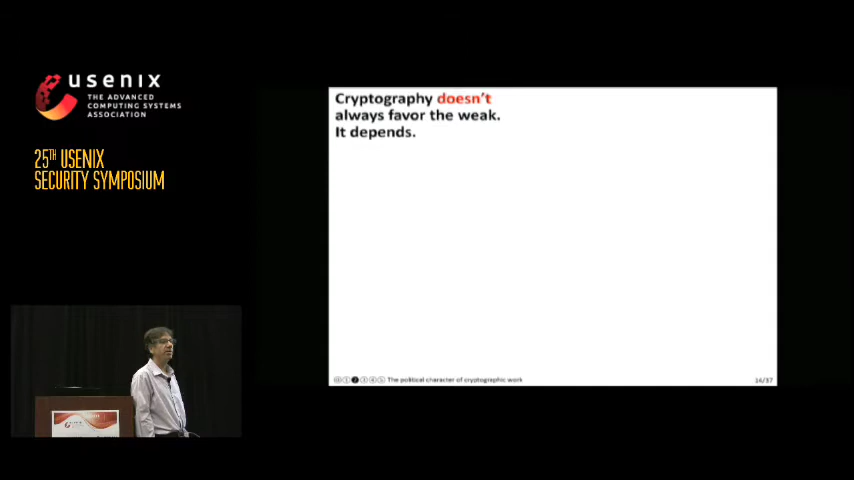 usenix
THE ADVANCED
COMPUTING SYSTEMS
ASSOCIATION
25TH USENIX
SECURITY SYMPOSIUM
Cryptography doesn't
always favor the weak.
It depends.
The political character of cryptographic work
14/37